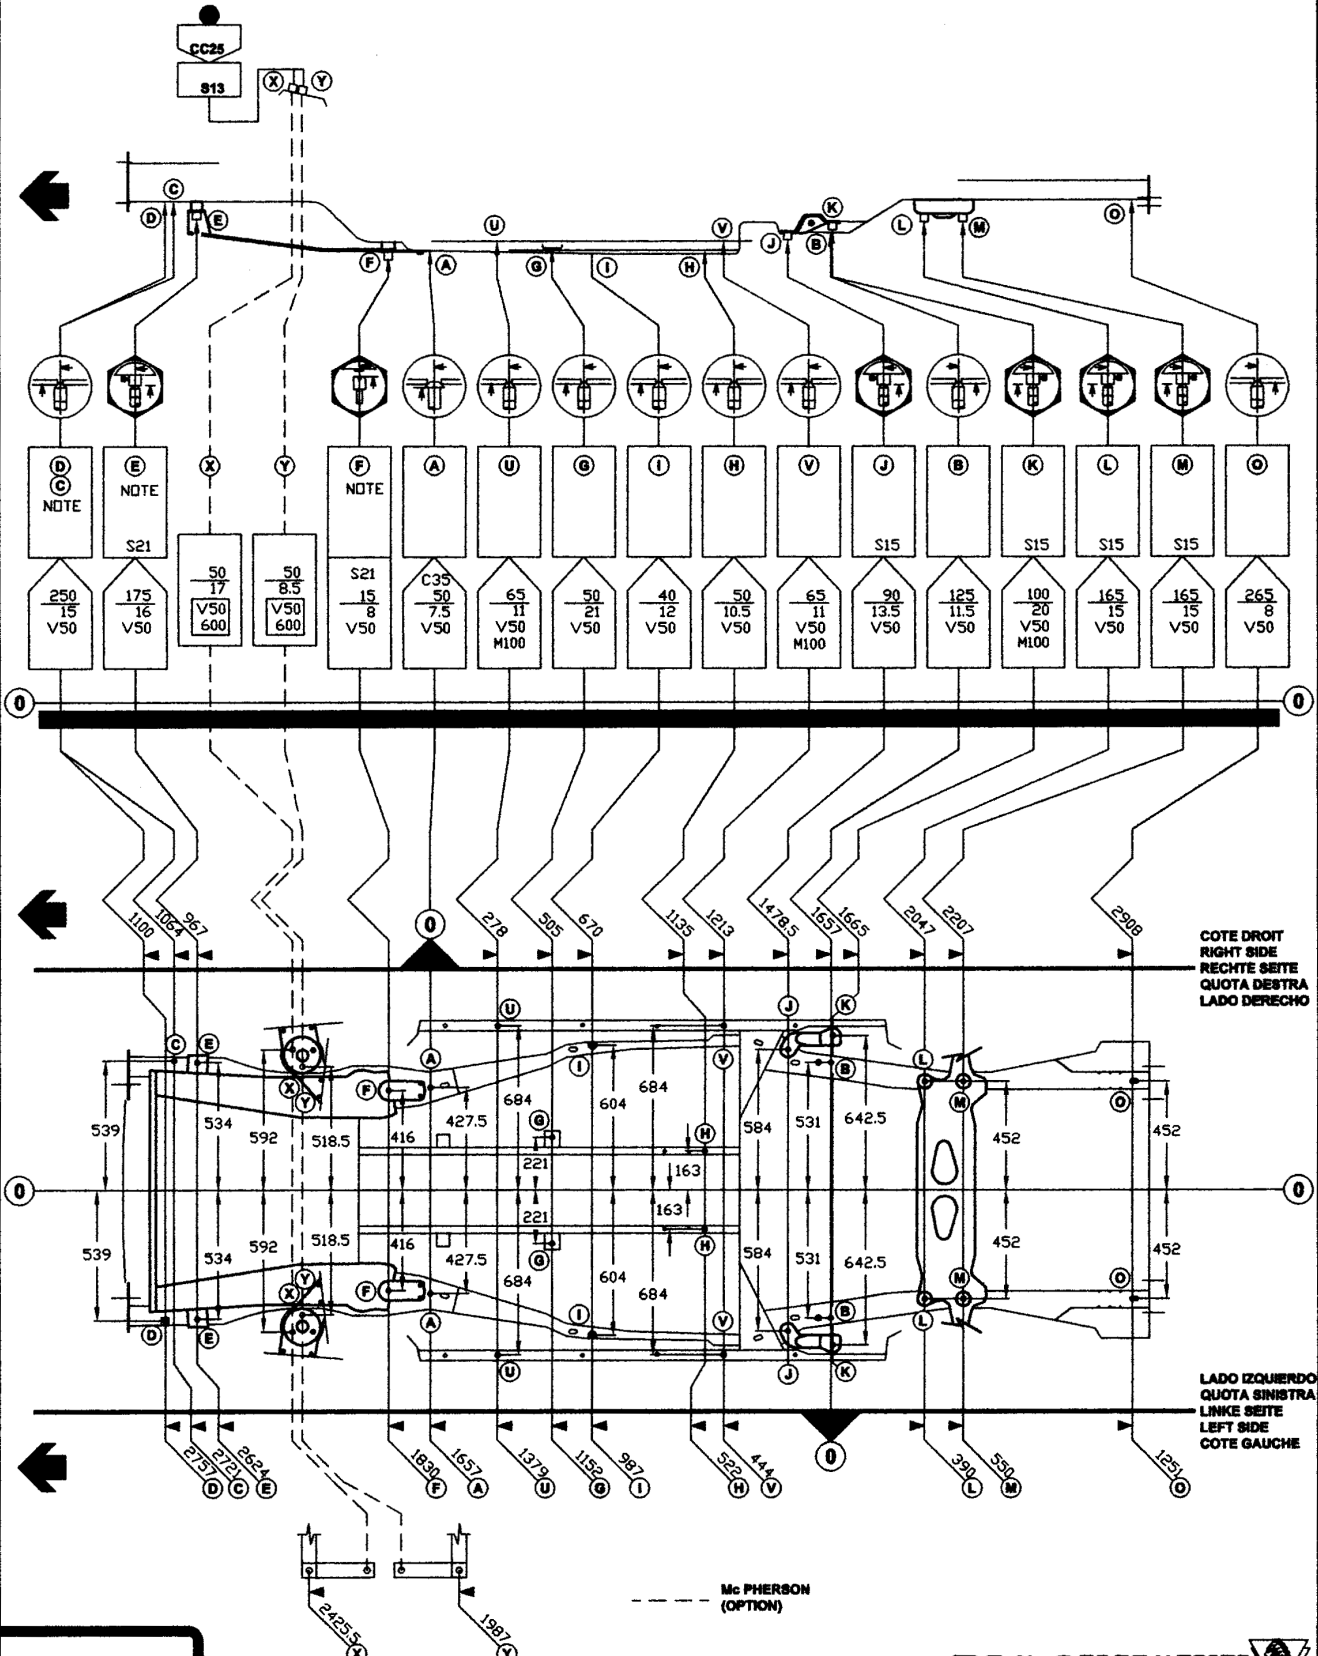 CC25
S13
X Y
C
D E
K
L M O
U V
J B
F A G I H
D E X Y F A U G I H V J B K L M O
C
NOTE NOTE NOTE
S21 S15 S15 S15 S15
250 175 50 50 S21 C35 65 50 40 50 65 90 125 100 165 165 265
15 16 17 8.5 15 50 11 21 12 10.5 11 13.5 11.5 20 15 15 8
V50 V50 V50 V50 8 7.5 V50 V50 V50 V50 V50 V50 V50 V50 V50 V50 V50
600 600 V50 V50 M100 M100 M100
0 0
1100 1064 967 0 278 505 670 1135 1213 1478.5 1657 1665 2047 2207 2908
COTE DROIT
RIGHT SIDE
RECHTE SEITE
QUOTA DESTRA
LADO DERECHO
U J K
C E A I V B L
X Y F M O
G H
539 534 592 518.5 416 427.5 684 221 604 684 163 584 531 642.5 452 452
0 0
539 534 592 518.5 416 427.5 684 221 604 684 163 584 531 642.5 452 452
G H
X Y F M O
D E A I V B L
U J K
LADO IZQUIERDO
QUOTA SINISTRA
LINKE SEITE
LEFT SIDE
COTE GAUCHE
0
2757 2721 2624 1830 1657 1379 1152 987 522 444 390 550 1251
D C E F A U G I H V L M O
Mc PHERSON
(OPTION)
2425.5 1987
X Y